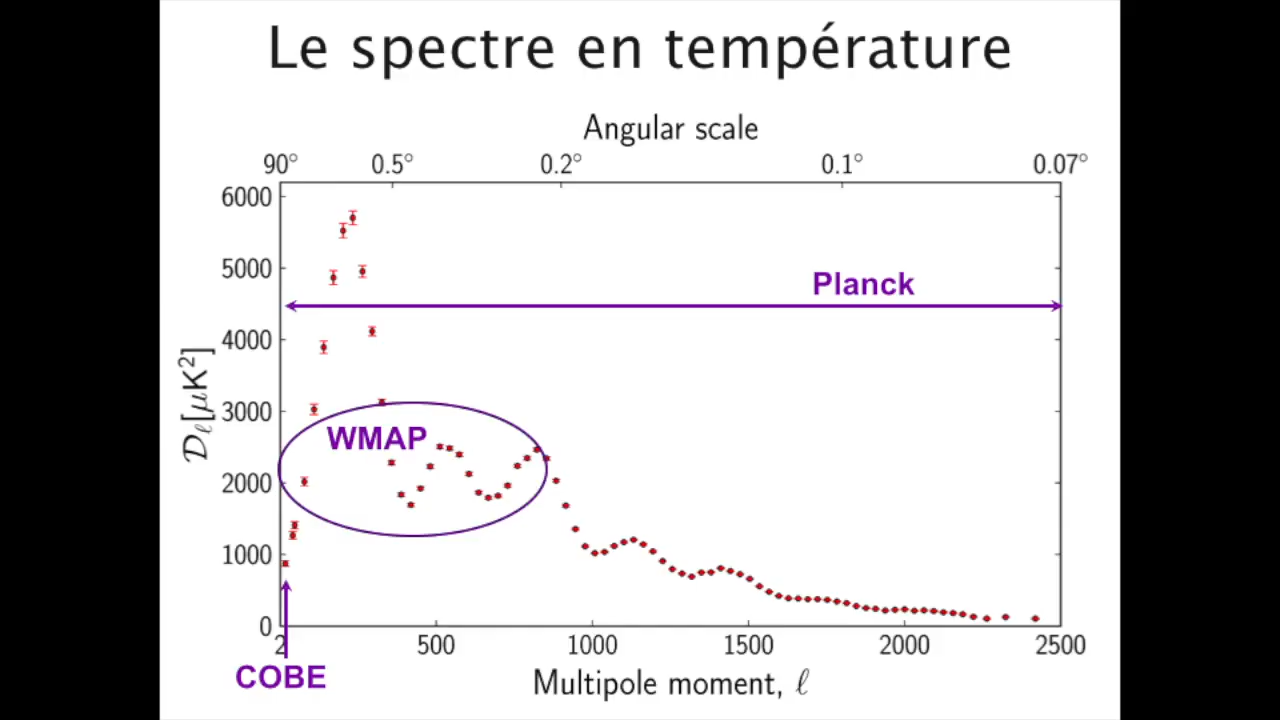 Le spectre en température
Angular scale
90° 0.5° 0.2° 0.1° 0.07°
6000
5000
Planck
4000
3000
WMAP
2000
1000
0
𝒟ℓ[μK²]
2 500 1000 1500 2000 2500
COBE
Multipole moment, ℓ